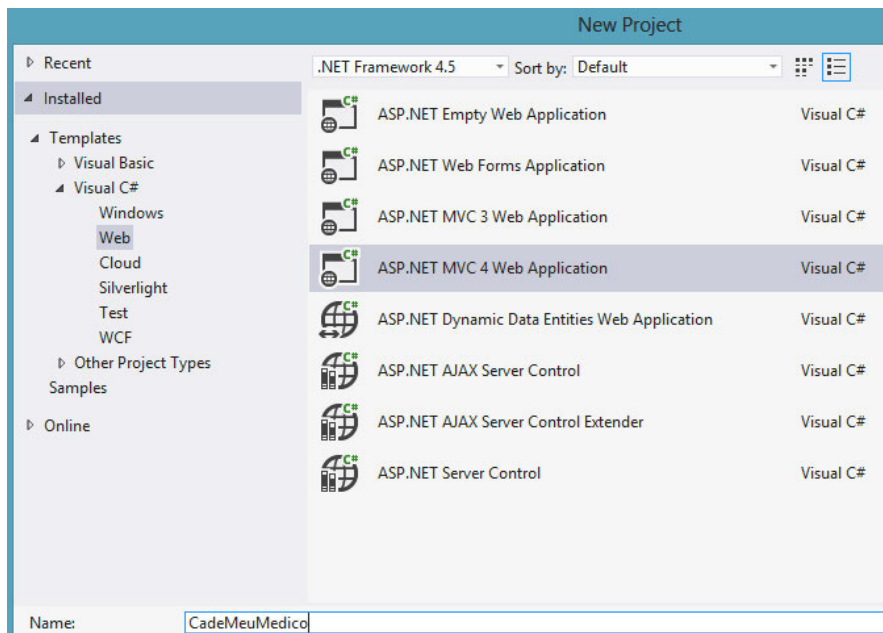 New Project
Recent
Installed
Templates
Visual Basic
Visual C#
Windows
Web
Cloud
Silverlight
Test
WCF
Other Project Types
Samples
Online
.NET Framework 4.5 Sort by: Default
C# ASP.NET Empty Web Application Visual C#
C# ASP.NET Web Forms Application Visual C#
C# ASP.NET MVC 3 Web Application Visual C#
C# ASP.NET MVC 4 Web Application Visual C#
C# ASP.NET Dynamic Data Entities Web Application Visual C#
C# ASP.NET AJAX Server Control Visual C#
C# ASP.NET AJAX Server Control Extender Visual C#
C# ASP.NET Server Control Visual C#
Name: CadeMeuMedico